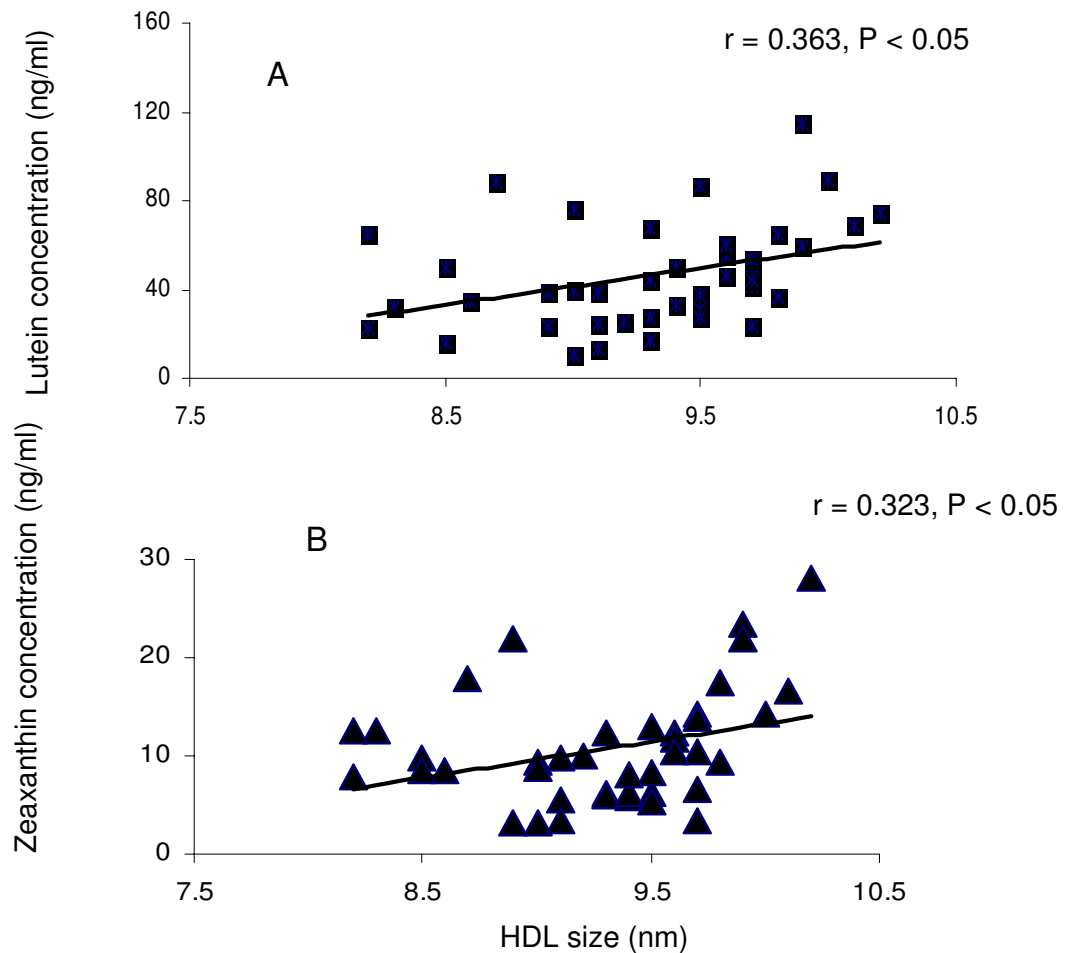 Lutein concentration (ng/ml)
160
120
80
40
0
A
r = 0.363, P < 0.05
7.5 8.5 9.5 10.5
Zeaxanthin concentration (ng/ml)
30
20
10
0
B
r = 0.323, P < 0.05
7.5 8.5 9.5 10.5
HDL size (nm)